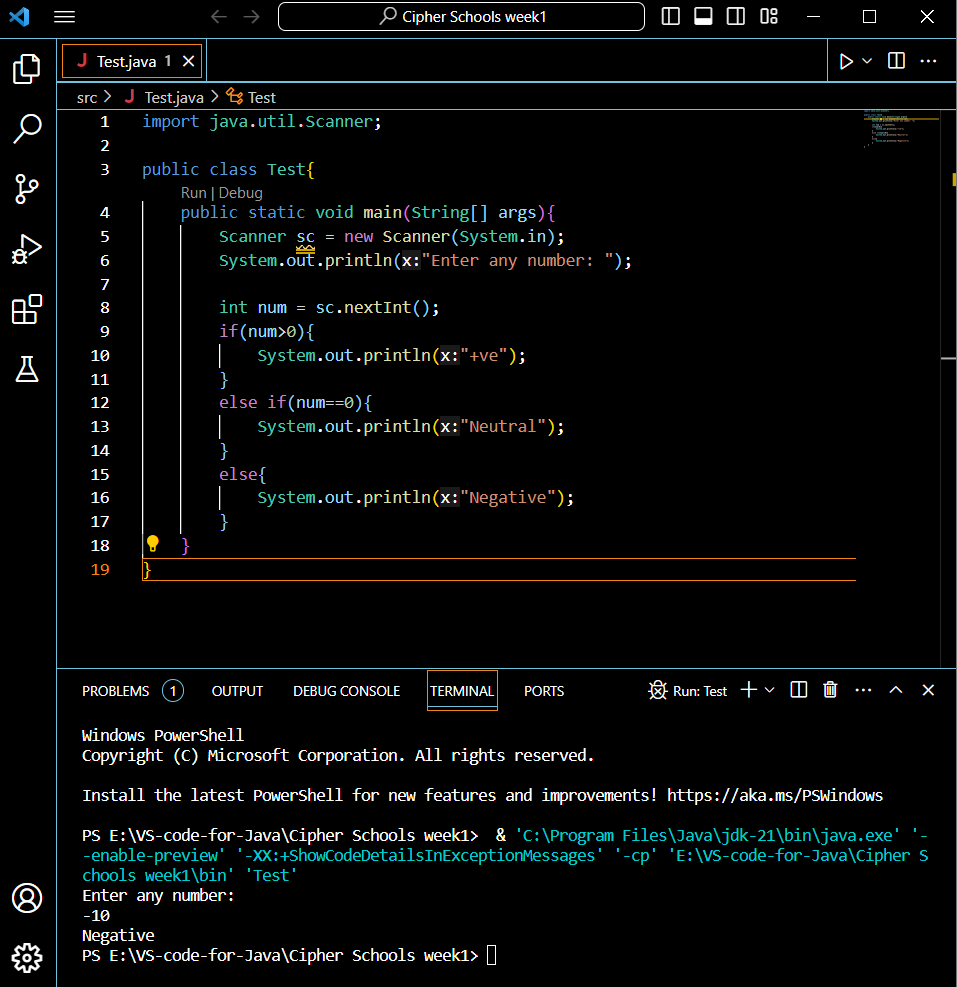 Cipher Schools week1
Test.java 1
src > Test.java > Test
1 import java.util.Scanner;
2
3 public class Test{
Run | Debug
4 public static void main(String[] args){
5 Scanner sc = new Scanner(System.in);
6 System.out.println(x:"Enter any number: ");
7
8 int num = sc.nextInt();
9 if(num>0){
10 System.out.println(x:"+ve");
11 }
12 else if(num==0){
13 System.out.println(x:"Neutral");
14 }
15 else{
16 System.out.println(x:"Negative");
17 }
18 }
19 }
PROBLEMS 1 OUTPUT DEBUG CONSOLE TERMINAL PORTS Run: Test
Windows PowerShell
Copyright (C) Microsoft Corporation. All rights reserved.
Install the latest PowerShell for new features and improvements! https://aka.ms/PSWindows
PS E:\VS-code-for-Java\Cipher Schools week1>  & 'C:\Program Files\Java\jdk-21\bin\java.exe' '-
-enable-preview' '-XX:+ShowCodeDetailsInExceptionMessages' '-cp' 'E:\VS-code-for-Java\Cipher S
chools week1\bin' 'Test'
Enter any number:
-10
Negative
PS E:\VS-code-for-Java\Cipher Schools week1>